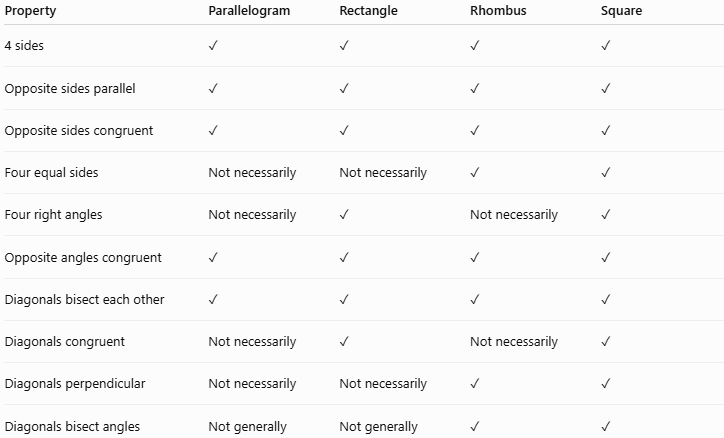 Property Parallelogram Rectangle Rhombus Square
4 sides ✓ ✓ ✓ ✓
Opposite sides parallel ✓ ✓ ✓ ✓
Opposite sides congruent ✓ ✓ ✓ ✓
Four equal sides Not necessarily Not necessarily ✓ ✓
Four right angles Not necessarily ✓ Not necessarily ✓
Opposite angles congruent ✓ ✓ ✓ ✓
Diagonals bisect each other ✓ ✓ ✓ ✓
Diagonals congruent Not necessarily ✓ Not necessarily ✓
Diagonals perpendicular Not necessarily Not necessarily ✓ ✓
Diagonals bisect angles Not generally Not generally ✓ ✓